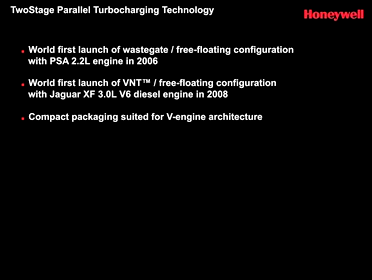 TwoStage Parallel Turbocharging Technology
Honeywell
World first launch of wastegate / free-floating configuration
with PSA 2.2L engine in 2006
World first launch of VNT™ / free-floating configuration
with Jaguar XF 3.0L V6 diesel engine in 2008
Compact packaging suited for V-engine architecture